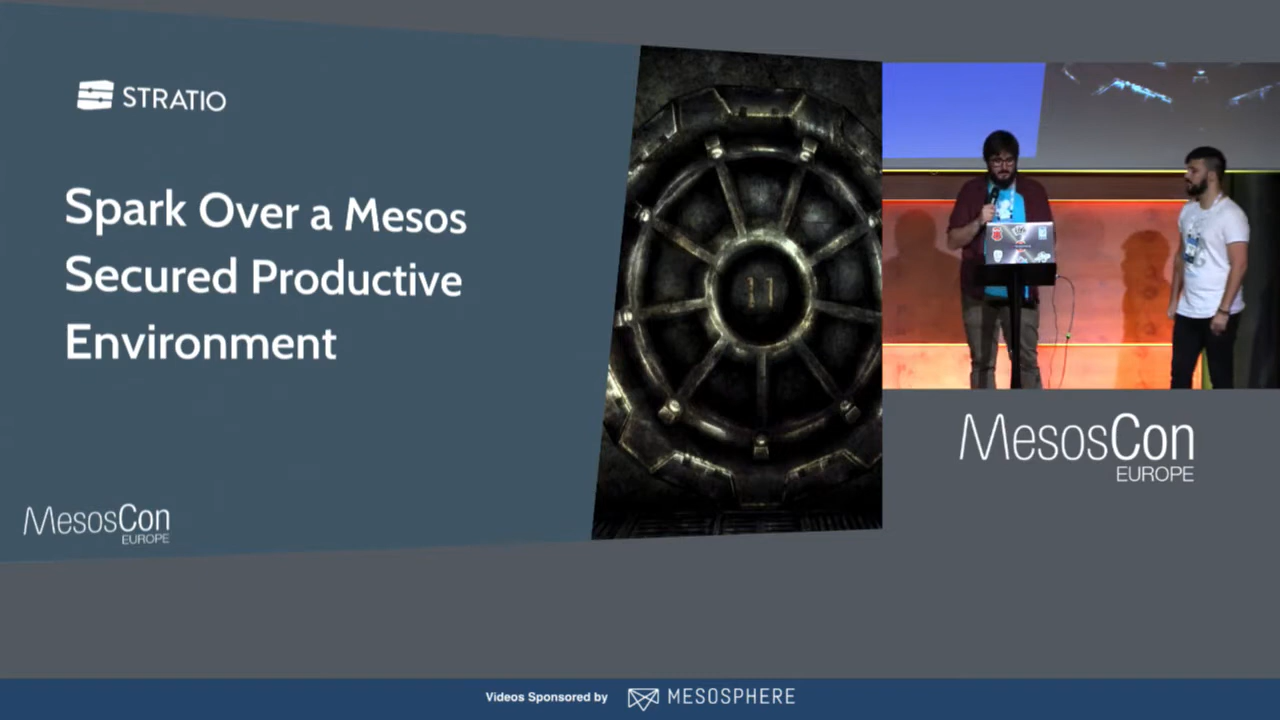 STRATIO
Spark Over a Mesos
Secured Productive
Environment
11
MesosCon
EUROPE
MesosCon
EUROPE
Videos Sponsored by MESOSPHERE